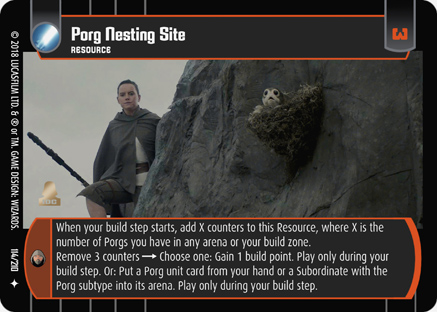 Porg Nesting Site
RESOURCE
3
When your build step starts, add X counters to this Resource, where X is the
number of Porgs you have in any arena or your build zone.
Remove 3 counters → Choose one: Gain 1 build point. Play only during your
build step. Or: Put a Porg unit card from your hand or a Subordinate with the
Porg subtype into its arena. Play only during your build step.
© 2018 LUCASFILM LTD. & ® or TM. GAME DESIGN: WIZARDS.
114/210